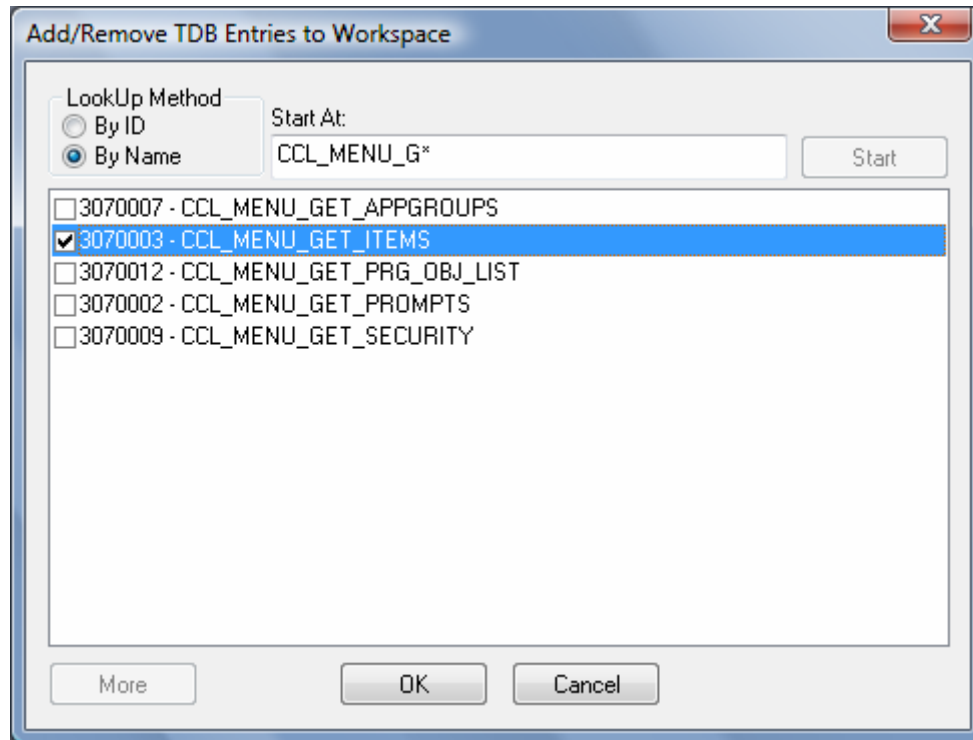 Add/Remove TDB Entries to Workspace
LookUp Method
By ID
By Name
Start At:
CCL_MENU_G*
Start
3070007 - CCL_MENU_GET_APPGROUPS
3070003 - CCL_MENU_GET_ITEMS
3070012 - CCL_MENU_GET_PRG_OBJ_LIST
3070002 - CCL_MENU_GET_PROMPTS
3070009 - CCL_MENU_GET_SECURITY
More
OK
Cancel